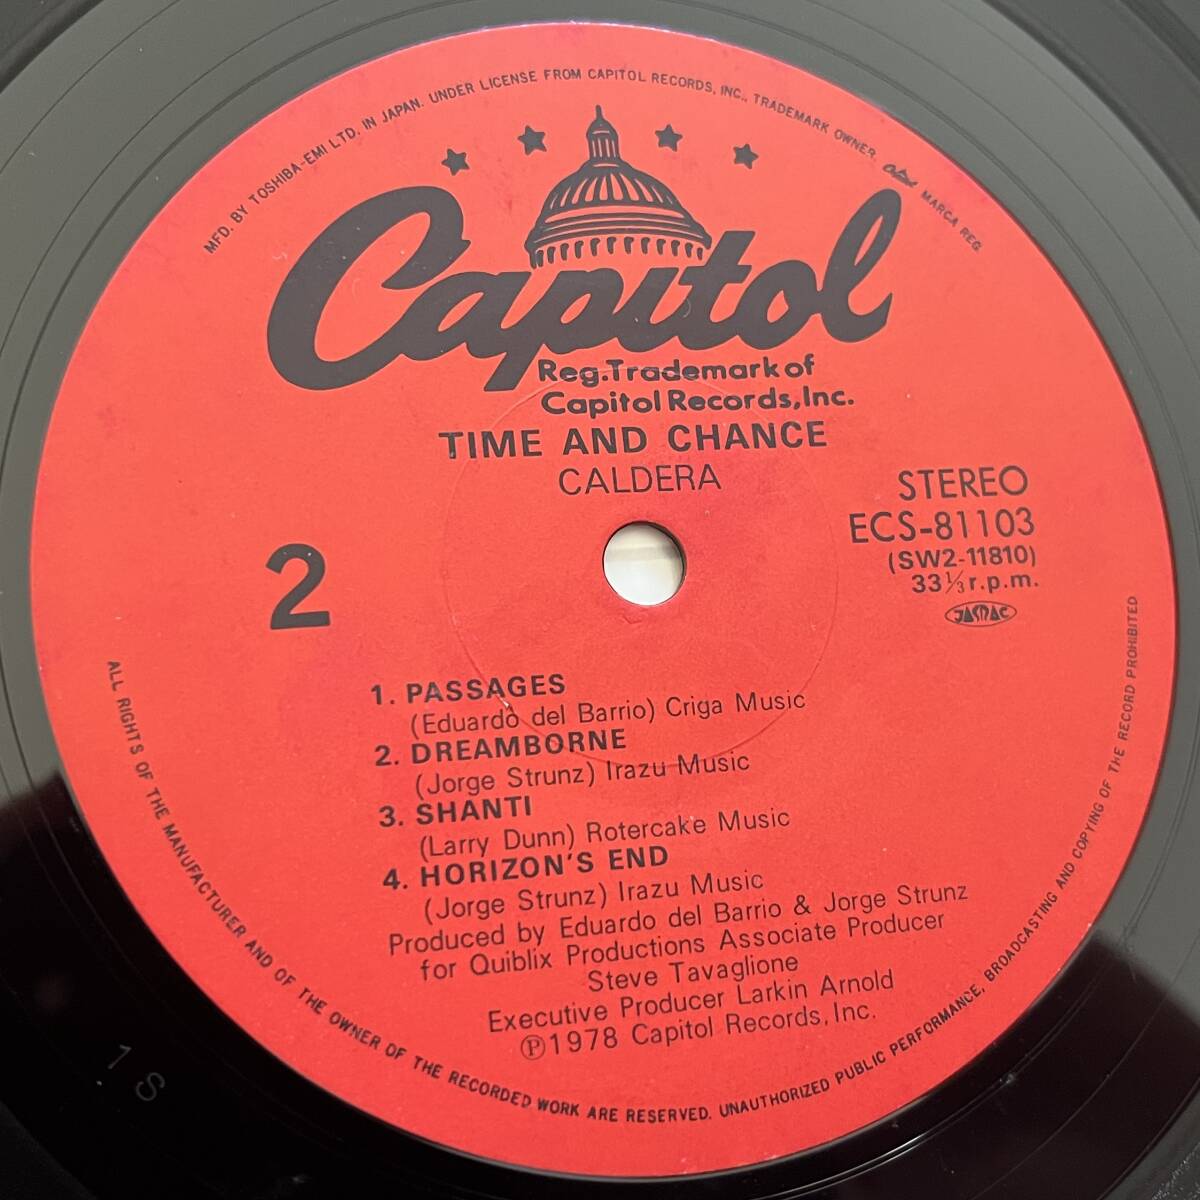 MFD. BY TOSHIBA-EMI LTD. IN JAPAN. UNDER LICENSE FROM CAPITOL RECORDS, INC., TRADEMARK OWNER. Capitol MARCA REG.
Capitol
Reg.Trademark of
Capitol Records,Inc.
TIME AND CHANCE
CALDERA
STEREO
ECS-81103
(SW2-11810)
33⅓r.p.m.
JASRAC
2
1. PASSAGES
(Eduardo del Barrio) Criga Music
2. DREAMBORNE
(Jorge Strunz) Irazu Music
3. SHANTI
(Larry Dunn) Rotercake Music
4. HORIZON'S END
(Jorge Strunz) Irazu Music
Produced by Eduardo del Barrio & Jorge Strunz
for Quiblix Productions Associate Producer
Steve Tavaglione
Executive Producer Larkin Arnold
Ⓟ1978 Capitol Records, Inc.
ALL RIGHTS OF THE MANUFACTURER AND OF THE OWNER OF THE RECORDED WORK ARE RESERVED. UNAUTHORIZED PUBLIC PERFORMANCE, BROADCASTING AND COPYING OF THE RECORD PROHIBITED
1 S